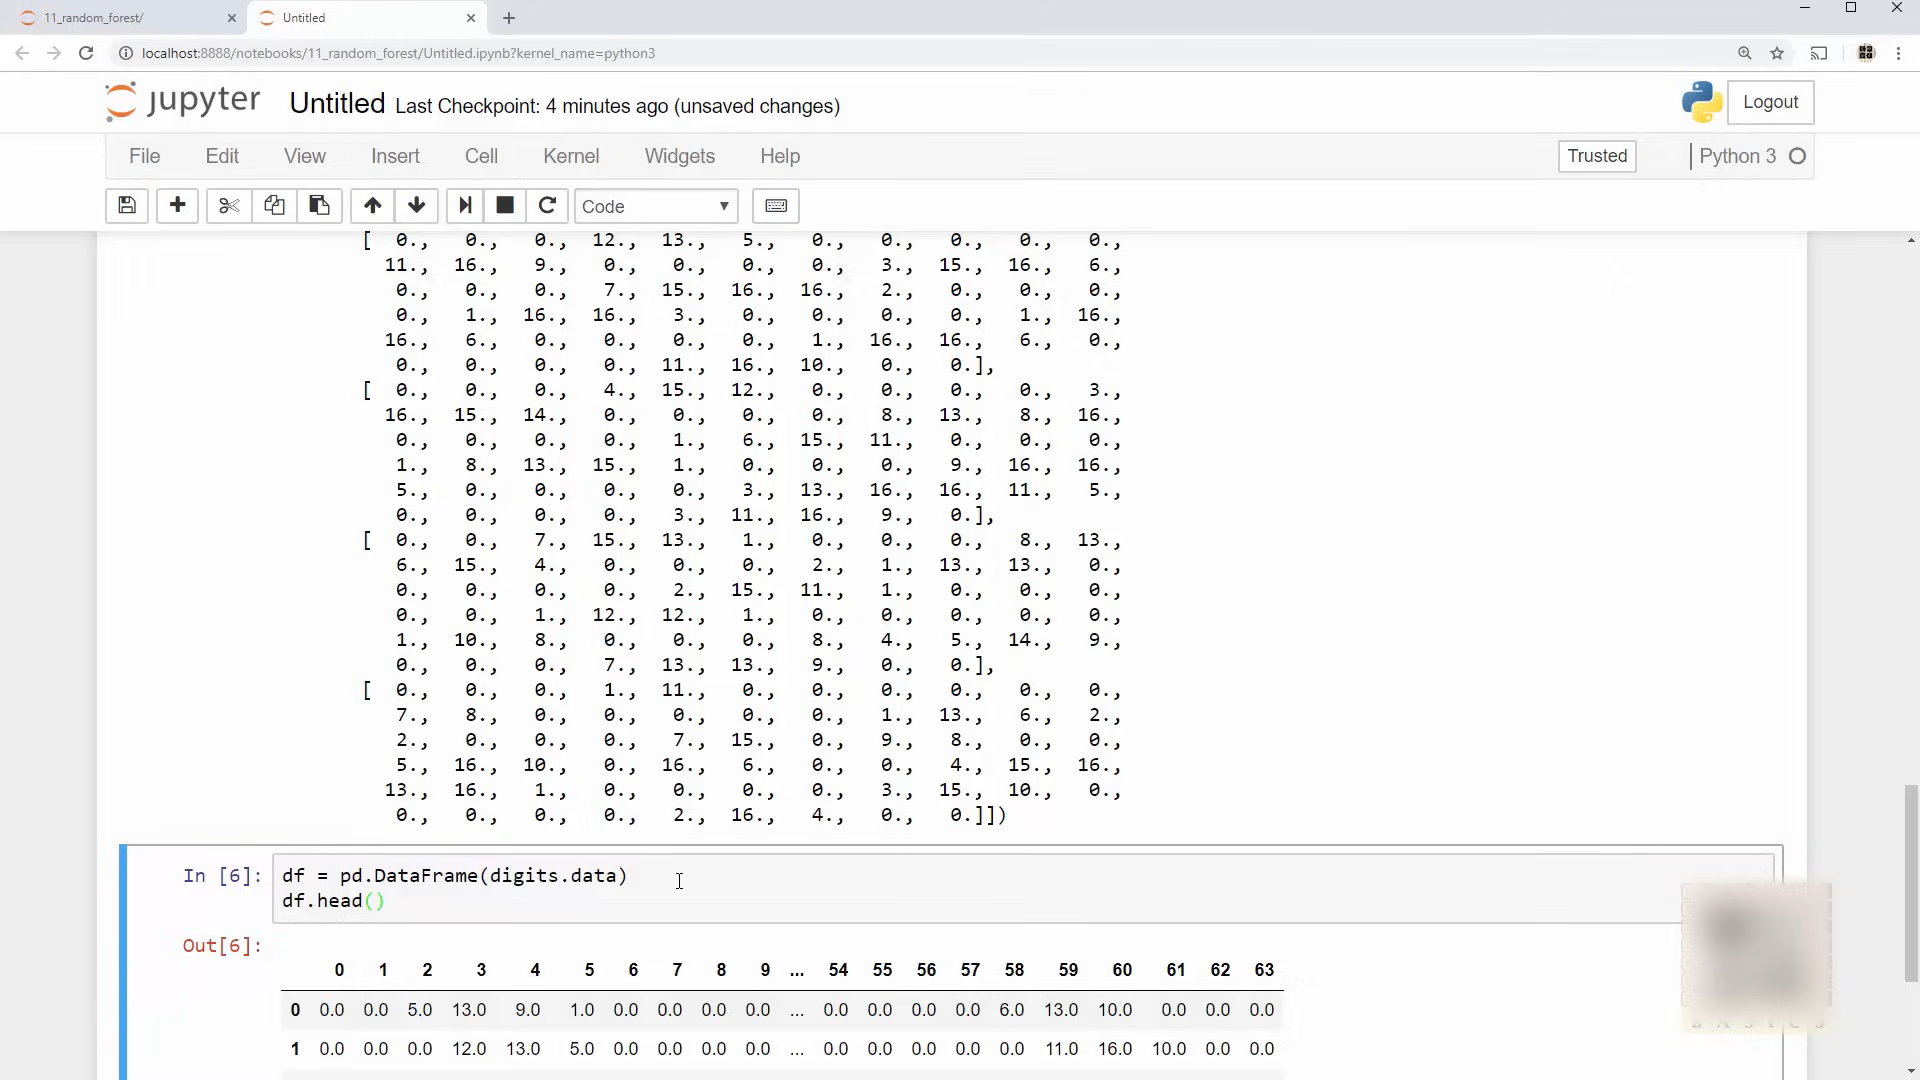 11_random_forest/
Untitled
localhost:8888/notebooks/11_random_forest/Untitled.ipynb?kernel_name=python3
jupyter Untitled Last Checkpoint: 4 minutes ago (unsaved changes)
Logout
File Edit View Insert Cell Kernel Widgets Help
Trusted
Python 3
Code
[ 0., 0., 0., 12., 13., 5., 0., 0., 0., 0., 0.,
11., 16., 9., 0., 0., 0., 0., 3., 15., 16., 6.,
0., 0., 0., 7., 15., 16., 16., 2., 0., 0., 0.,
0., 1., 16., 16., 3., 0., 0., 0., 0., 1., 16.,
16., 6., 0., 0., 0., 0., 1., 16., 16., 6., 0.,
0., 0., 0., 0., 11., 16., 10., 0., 0.],
[ 0., 0., 0., 4., 15., 12., 0., 0., 0., 0., 3.,
16., 15., 14., 0., 0., 0., 0., 8., 13., 8., 16.,
0., 0., 0., 0., 1., 6., 15., 11., 0., 0., 0.,
1., 8., 13., 15., 1., 0., 0., 0., 9., 16., 16.,
5., 0., 0., 0., 0., 3., 13., 16., 16., 11., 5.,
0., 0., 0., 0., 3., 11., 16., 9., 0.],
[ 0., 0., 7., 15., 13., 1., 0., 0., 0., 8., 13.,
6., 15., 4., 0., 0., 0., 2., 1., 13., 13., 0.,
0., 0., 0., 0., 2., 15., 11., 1., 0., 0., 0.,
0., 0., 1., 12., 12., 1., 0., 0., 0., 0., 0.,
1., 10., 8., 0., 0., 0., 8., 4., 5., 14., 9.,
0., 0., 0., 7., 13., 13., 9., 0., 0.],
[ 0., 0., 0., 1., 11., 0., 0., 0., 0., 0., 0.,
7., 8., 0., 0., 0., 0., 0., 1., 13., 6., 2.,
2., 0., 0., 0., 7., 15., 0., 9., 8., 0., 0.,
5., 16., 10., 0., 16., 6., 0., 0., 4., 15., 16.,
13., 16., 1., 0., 0., 0., 0., 3., 15., 10., 0.,
0., 0., 0., 0., 2., 16., 4., 0., 0.]])
In [6]: df = pd.DataFrame(digits.data)
df.head()
Out[6]:
0 1 2 3 4 5 6 7 8 9 ... 54 55 56 57 58 59 60 61 62 63
0 0.0 0.0 5.0 13.0 9.0 1.0 0.0 0.0 0.0 0.0 ... 0.0 0.0 0.0 0.0 6.0 13.0 10.0 0.0 0.0 0.0
1 0.0 0.0 0.0 12.0 13.0 5.0 0.0 0.0 0.0 0.0 ... 0.0 0.0 0.0 0.0 0.0 11.0 16.0 10.0 0.0 0.0